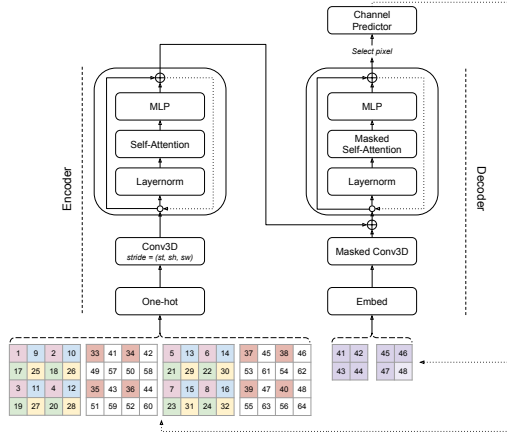 Channel
Predictor
Select pixel
MLP
Self-Attention
Layernorm
Encoder
Conv3D
stride = (st, sh, sw)
One-hot
MLP
Masked
Self-Attention
Layernorm
Decoder
Masked Conv3D
Embed
1 9 2 10 33 41 34 42 5 13 6 14 37 45 38 46
17 25 18 26 49 57 50 58 21 29 22 30 53 61 54 62
3 11 4 12 35 43 36 44 7 15 8 16 39 47 40 48
19 27 20 28 51 59 52 60 23 31 24 32 55 63 56 64
41 42 45 46
43 44 47 48